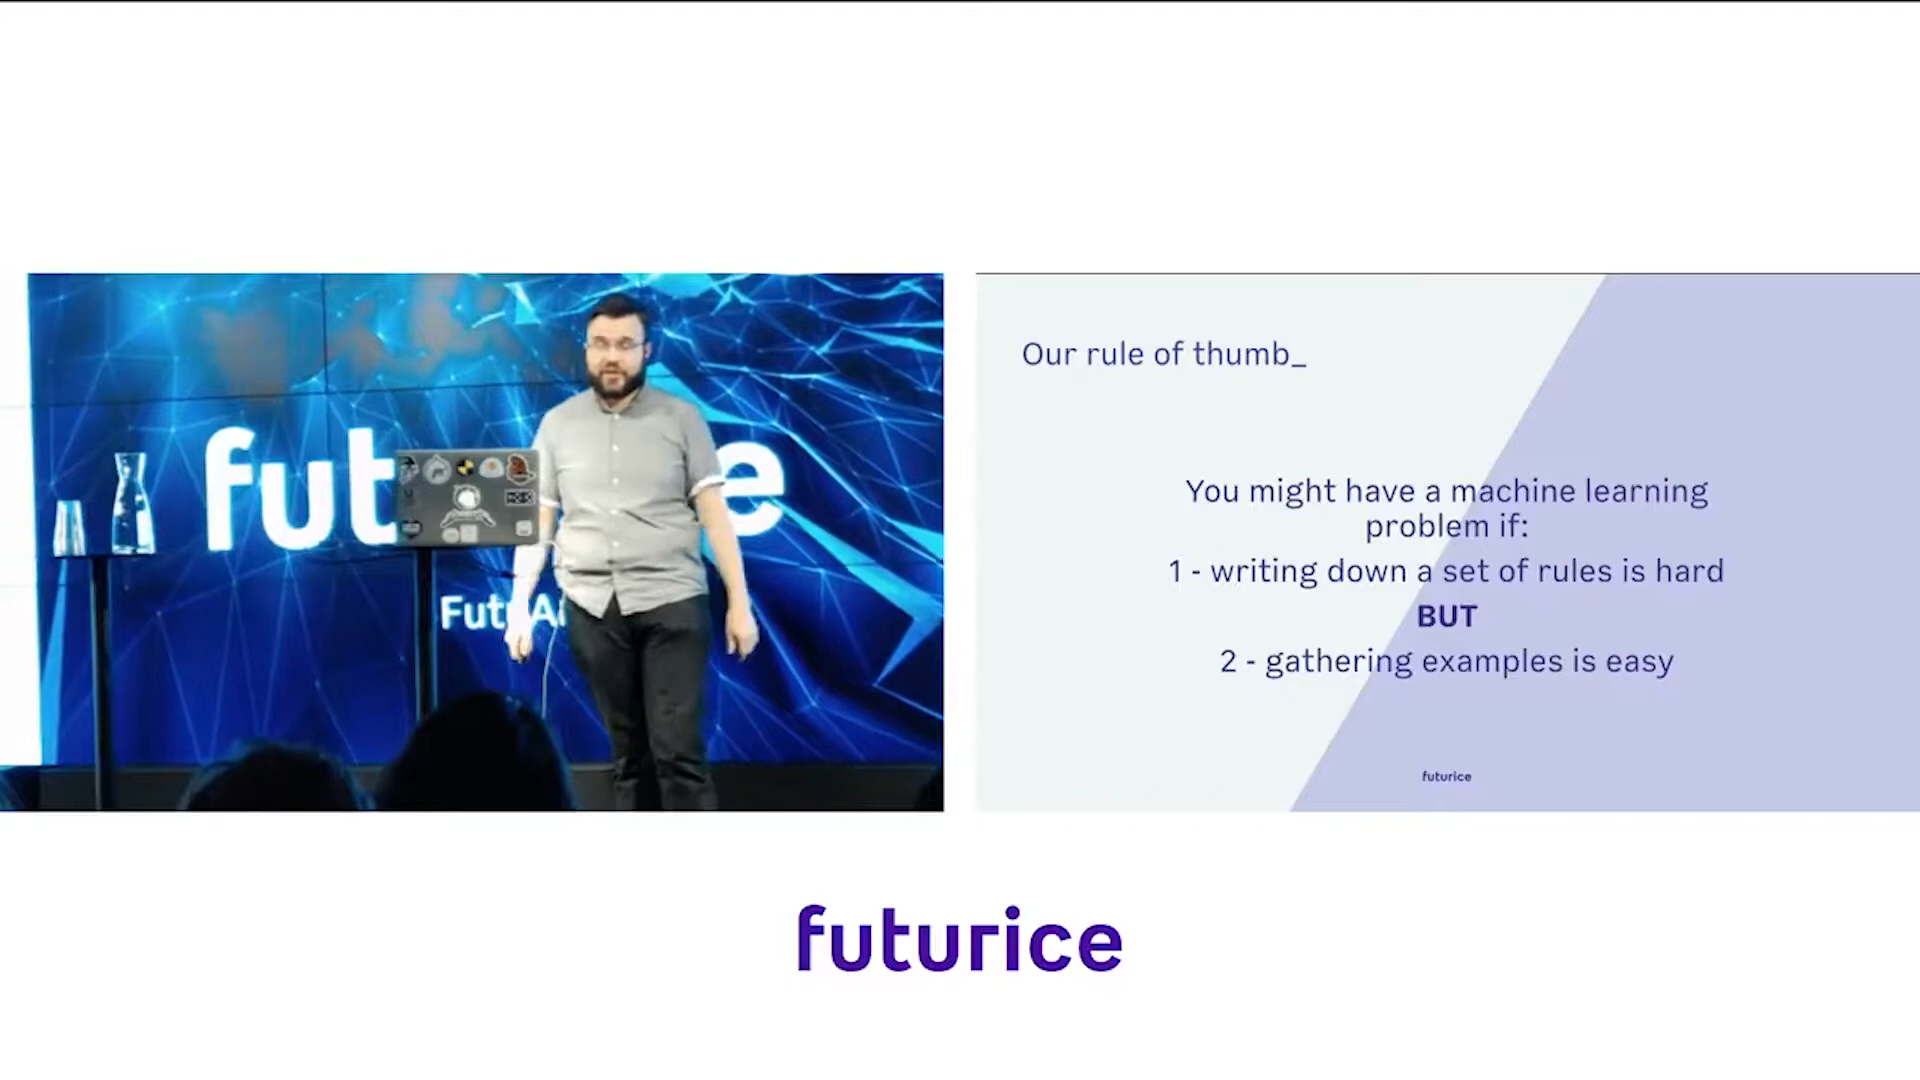 futurice
Our rule of thumb_
You might have a machine learning
problem if:
1 - writing down a set of rules is hard
BUT
2 - gathering examples is easy
futurice
futurice